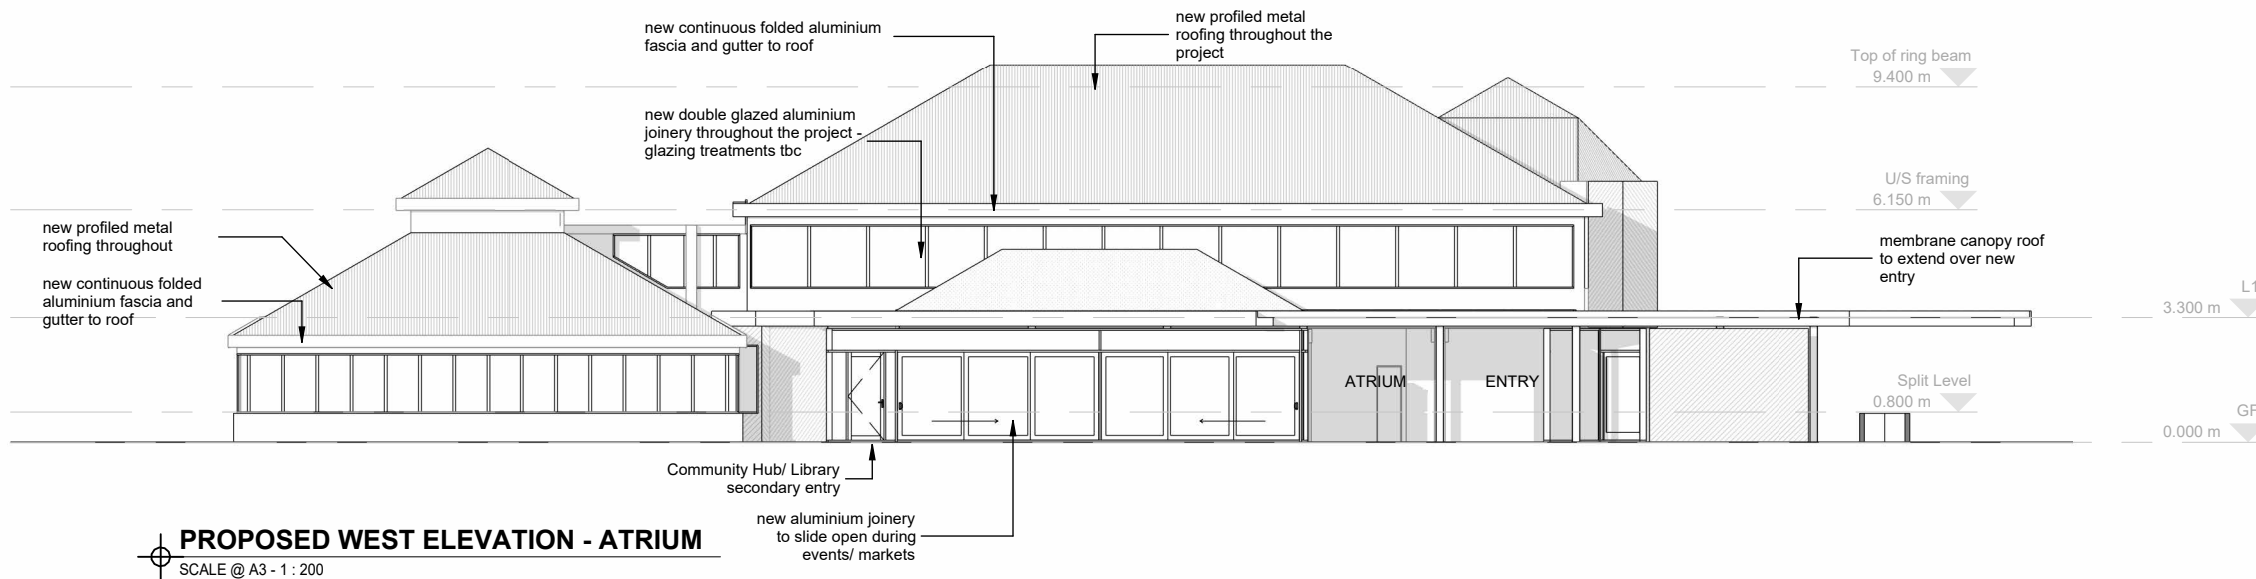 new continuous folded aluminium
fascia and gutter to roof
new profiled metal
roofing throughout the
project
Top of ring beam
9.400 m
new double glazed aluminium
joinery throughout the project -
glazing treatments tbc
U/S framing
6.150 m
new profiled metal
roofing throughout
new continuous folded
aluminium fascia and
gutter to roof
membrane canopy roof
to extend over new
entry
L1
3.300 m
ATRIUM
ENTRY
Split Level
0.800 m
GF
0.000 m
Community Hub/ Library
secondary entry
new aluminium joinery
to slide open during
events/ markets
PROPOSED WEST ELEVATION - ATRIUM
SCALE @ A3 - 1 : 200